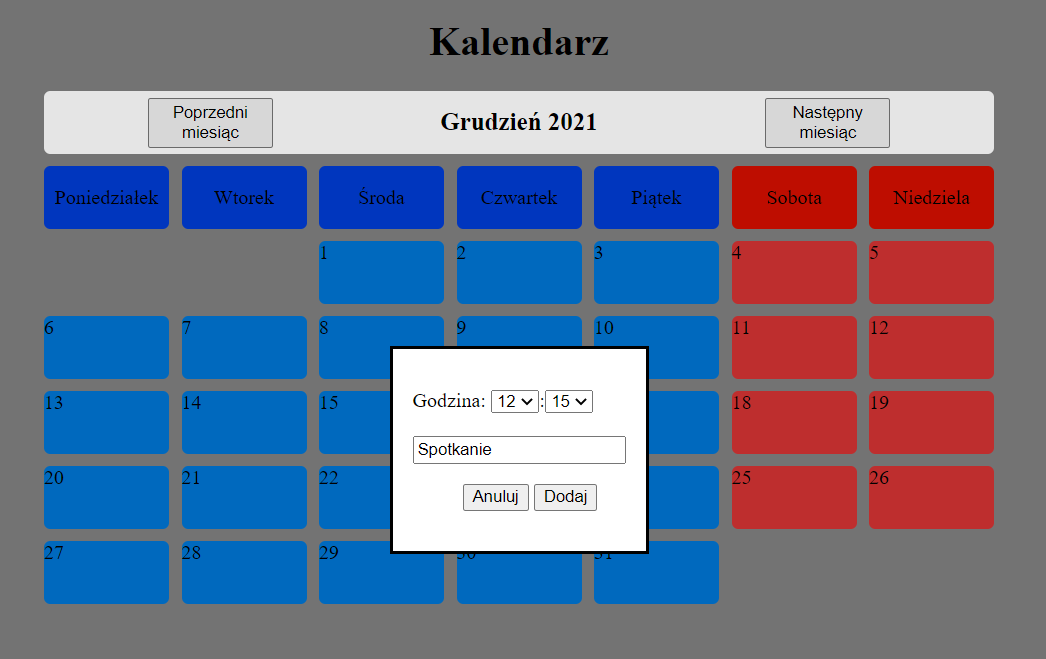 Kalendarz
Poprzedni miesiąc
Grudzień 2021
Następny miesiąc
Poniedziałek Wtorek Środa Czwartek Piątek Sobota Niedziela
1 2 3 4 5
6 7 8 9 10 11 12
Godzina: 12 : 15
13 14 15 18 19
Spotkanie
20 21 22 25 26
Anuluj Dodaj
27 28 29 30 31